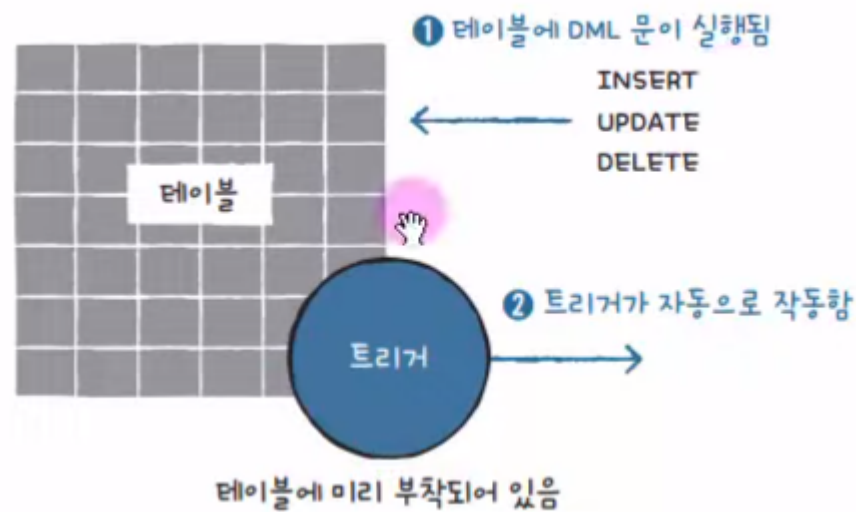 ❶ 테이블에 DML 문이 실행됨
INSERT
UPDATE
DELETE
테이블
❷ 트리거가 자동으로 작동함
트리거
테이블에 미리 부착되어 있음